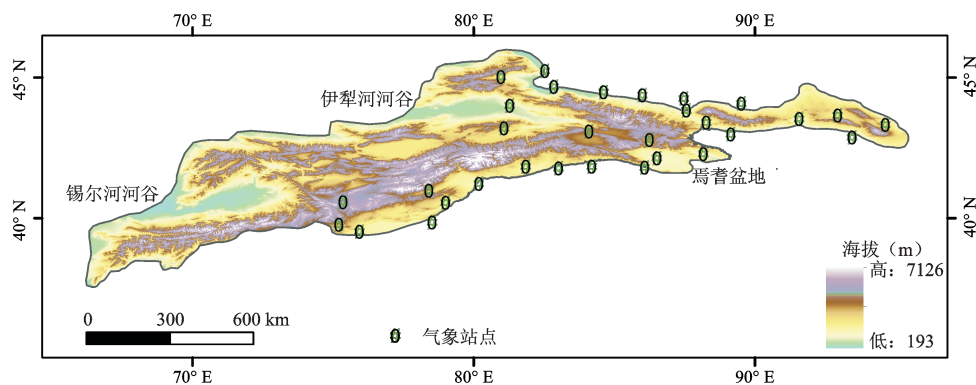 70° E 80° E 90° E
45° N 45° N
伊犁河河谷
锡尔河河谷
焉耆盆地
40° N 40° N
海拔（m）
高：7126
低：193
0 300 600 km
气象站点
70° E 80° E 90° E